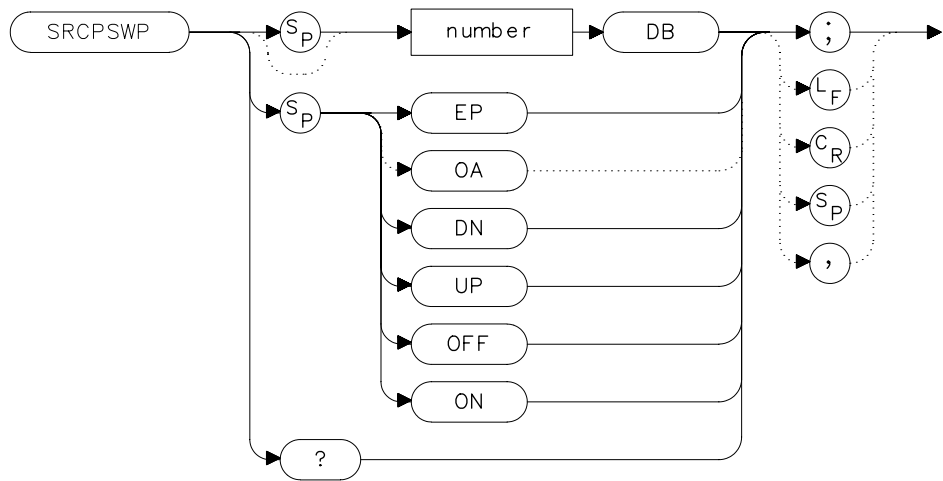 SRCPSWP SP number DB ;
LF
SP EP
CR
OA
SP
DN
,
UP
OFF
ON
?